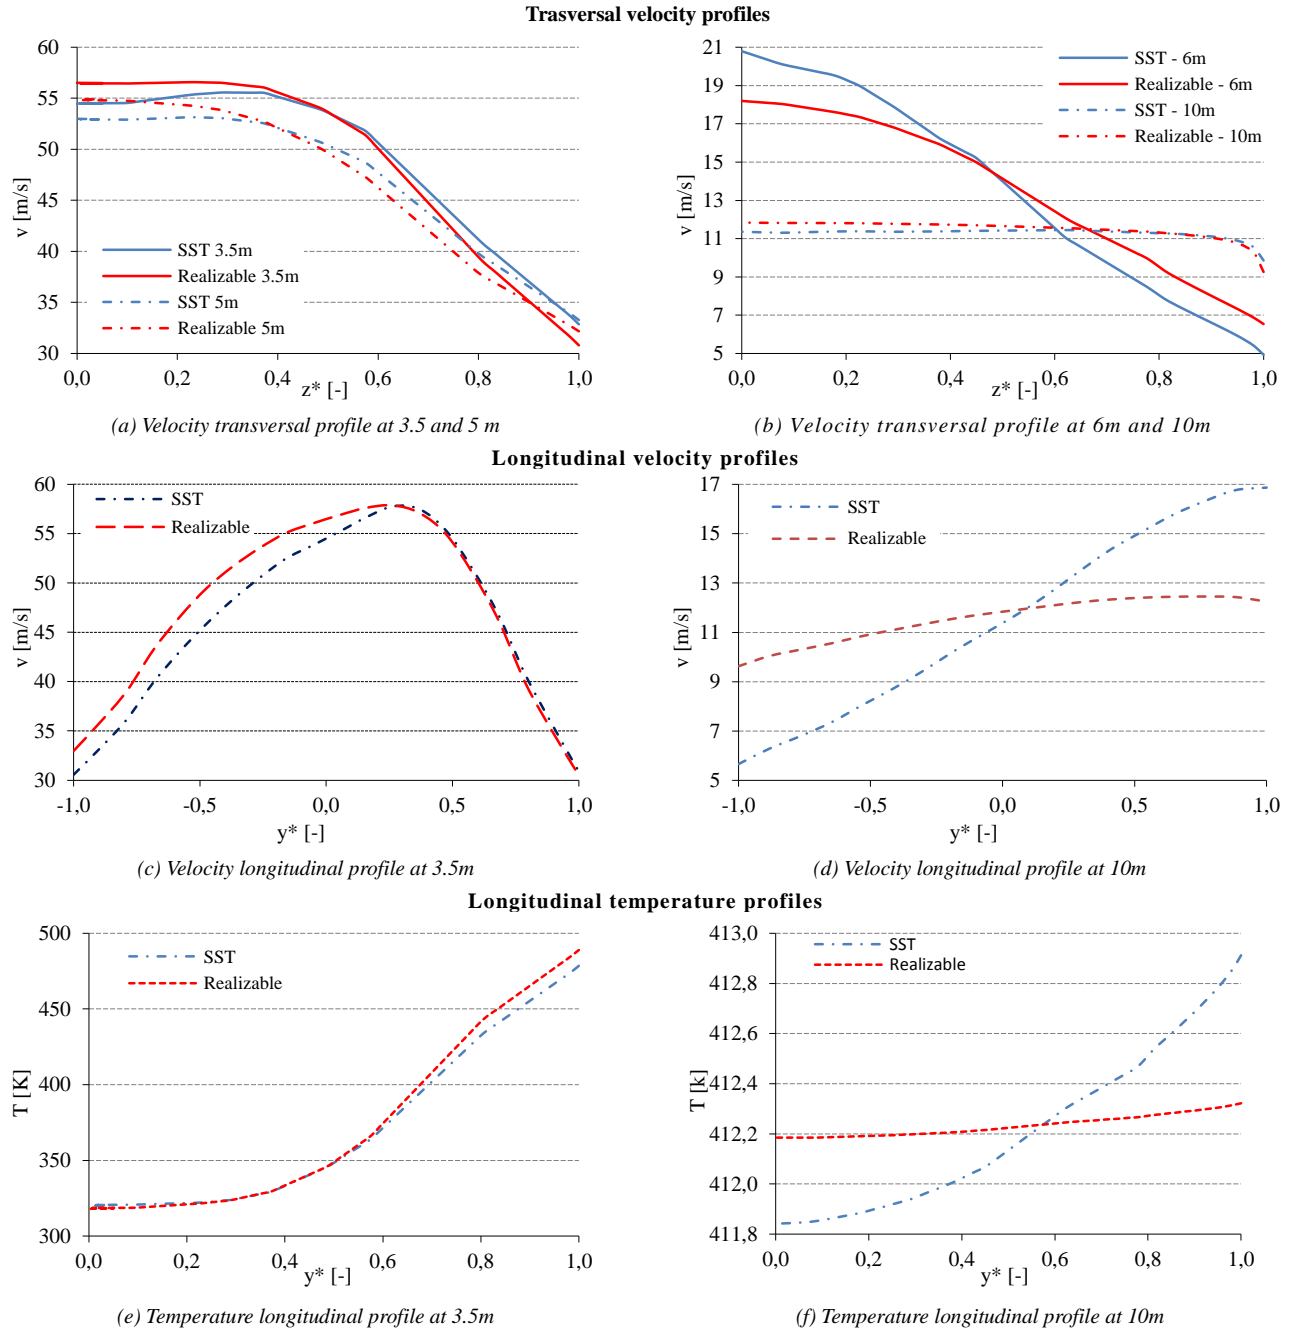 Trasversal velocity profiles
60
55
50
45
40
35
30
v [m/s]
SST 3.5m
Realizable 3.5m
SST 5m
Realizable 5m
0,0 0,2 0,4 0,6 0,8 1,0
z* [-]
(a) Velocity transversal profile at 3.5 and 5 m
21
19
17
15
13
11
9
7
5
v [m/s]
SST - 6m
Realizable - 6m
SST - 10m
Realizable - 10m
0,0 0,2 0,4 0,6 0,8 1,0
z* [-]
(b) Velocity transversal profile at 6m and 10m
Longitudinal velocity profiles
60
55
50
45
40
35
30
v [m/s]
SST
Realizable
-1,0 -0,5 0,0 0,5 1,0
y* [-]
(c) Velocity longitudinal profile at 3.5m
17
15
13
11
9
7
5
v [m/s]
SST
Realizable
-1,0 -0,5 0,0 0,5 1,0
y* [-]
(d) Velocity longitudinal profile at 10m
Longitudinal temperature profiles
500
450
400
350
300
T [K]
SST
Realizable
0,0 0,2 0,4 0,6 0,8 1,0
y* [-]
(e) Temperature longitudinal profile at 3.5m
413,0
412,8
412,6
412,4
412,2
412,0
411,8
T [k]
SST
Realizable
0,0 0,2 0,4 0,6 0,8 1,0
y* [-]
(f) Temperature longitudinal profile at 10m